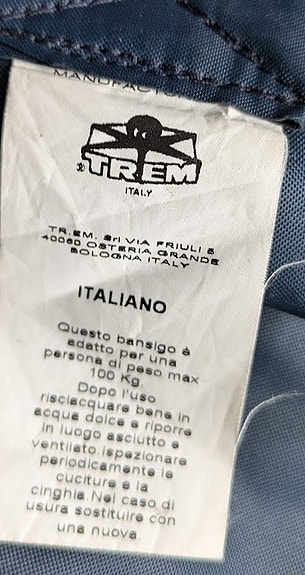 MANUFACTU
® TREM
ITALY
TR.EM. Srl VIA FRIULI 5
40060 OSTERIA GRANDE
BOLOGNA ITALY
ITALIANO
Questo bansigo è
adatto per una
persona di peso max
100 Kg.
Dopo l'uso
risciacquare bene in
acqua dolce e riporre
in luogo asciutto e
ventilato.Ispezionare
periodicamente le
cuciture e la
cinghia.Nel caso di
usura sostituire con
una nuova.